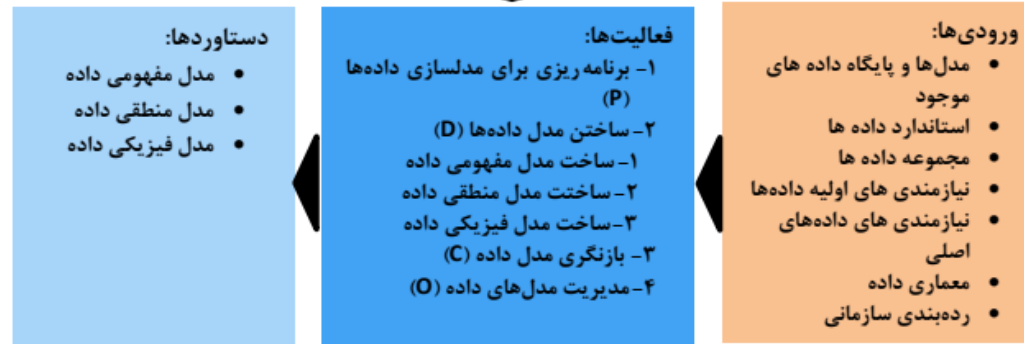 ورودی‌ها:
• مدل‌ها و پایگاه داده های
موجود
• استاندارد داده ها
• مجموعه داده ها
• نیازمندی های اولیه داده‌ها
• نیازمندی های داده‌های
اصلی
• معماری داده
• رده‌بندی سازمانی
فعالیت‌ها:
۱- برنامه ریزی برای مدلسازی داده‌ها
(P)
۲- ساختن مدل داده‌ها (D)
۱- ساخت مدل مفهومی داده
۲- ساختت مدل منطقی داده
۳-ساخت مدل فیزیکی داده
۳- بازنگری مدل داده (C)
۴-مدیریت مدل‌های داده (O)
دستاوردها:
• مدل مفهومی داده
• مدل منطقی داده
• مدل فیزیکی داده